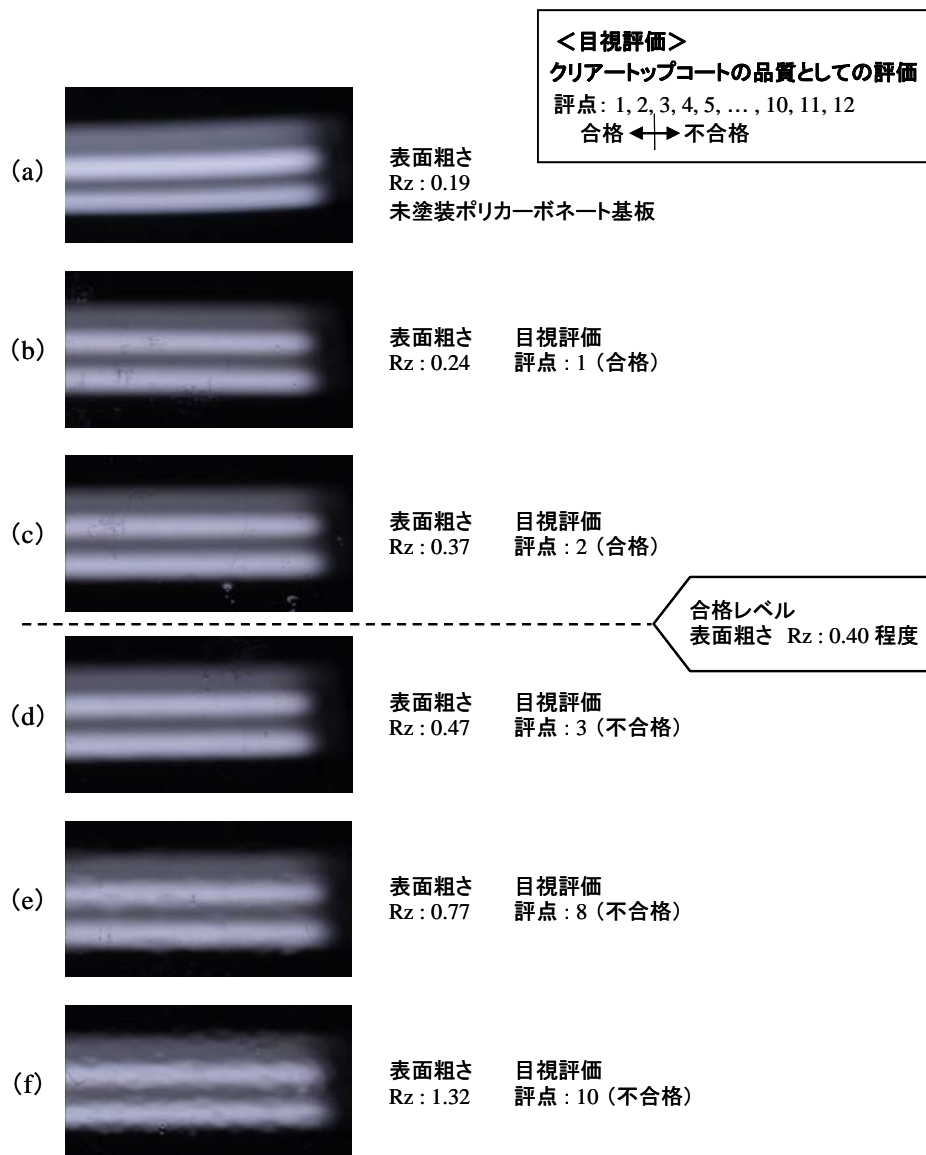 ＜目視評価＞
クリアートップコートの品質としての評価
評点: 1, 2, 3, 4, 5, … , 10, 11, 12
合格 不合格
(a)
表面粗さ
Rz : 0.19
未塗装ポリカーボネート基板
(b)
表面粗さ 目視評価
Rz : 0.24 評点 : 1 (合格)
(c)
表面粗さ 目視評価
Rz : 0.37 評点 : 2 (合格)
合格レベル
表面粗さ Rz : 0.40 程度
(d)
表面粗さ 目視評価
Rz : 0.47 評点 : 3 (不合格)
(e)
表面粗さ 目視評価
Rz : 0.77 評点 : 8 (不合格)
(f)
表面粗さ 目視評価
Rz : 1.32 評点 : 10 (不合格)